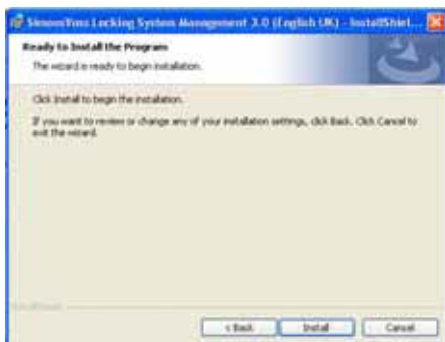 SimonsVoss Locking System Management 3.0 (English UK) - InstallShiel...
Ready to Install the Program
The wizard is ready to begin installation.
Click Install to begin the installation.
If you want to review or change any of your installation settings, click Back. Click Cancel to
exit the wizard.
InstallShield
< Back Install Cancel